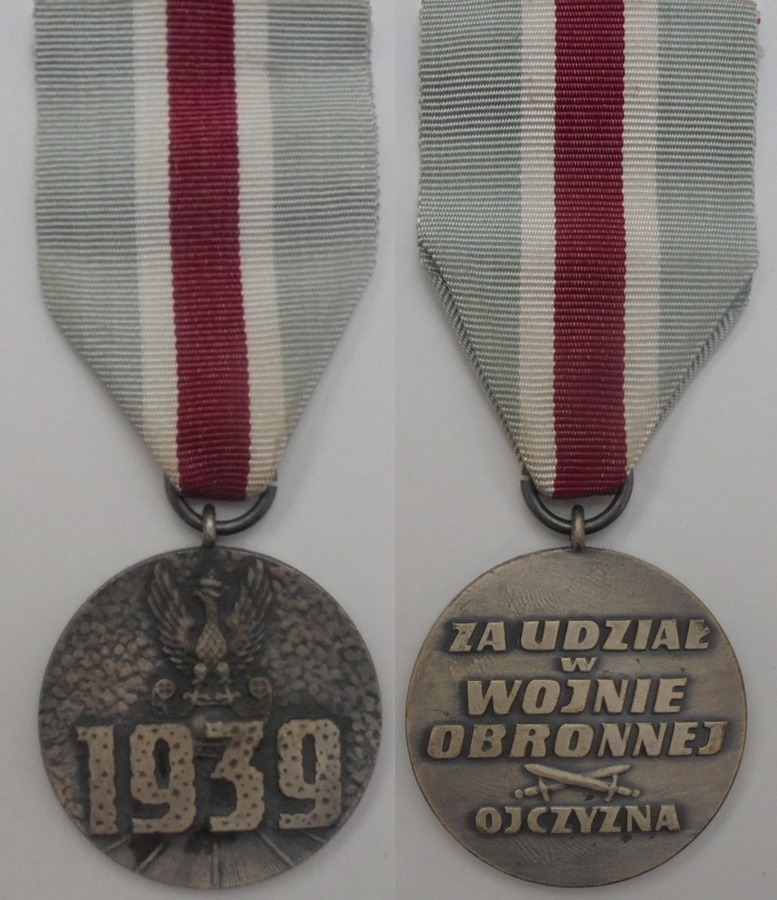 1939
ZA UDZIAŁ
W
WOJNIE
OBRONNEJ
OJCZYZNA